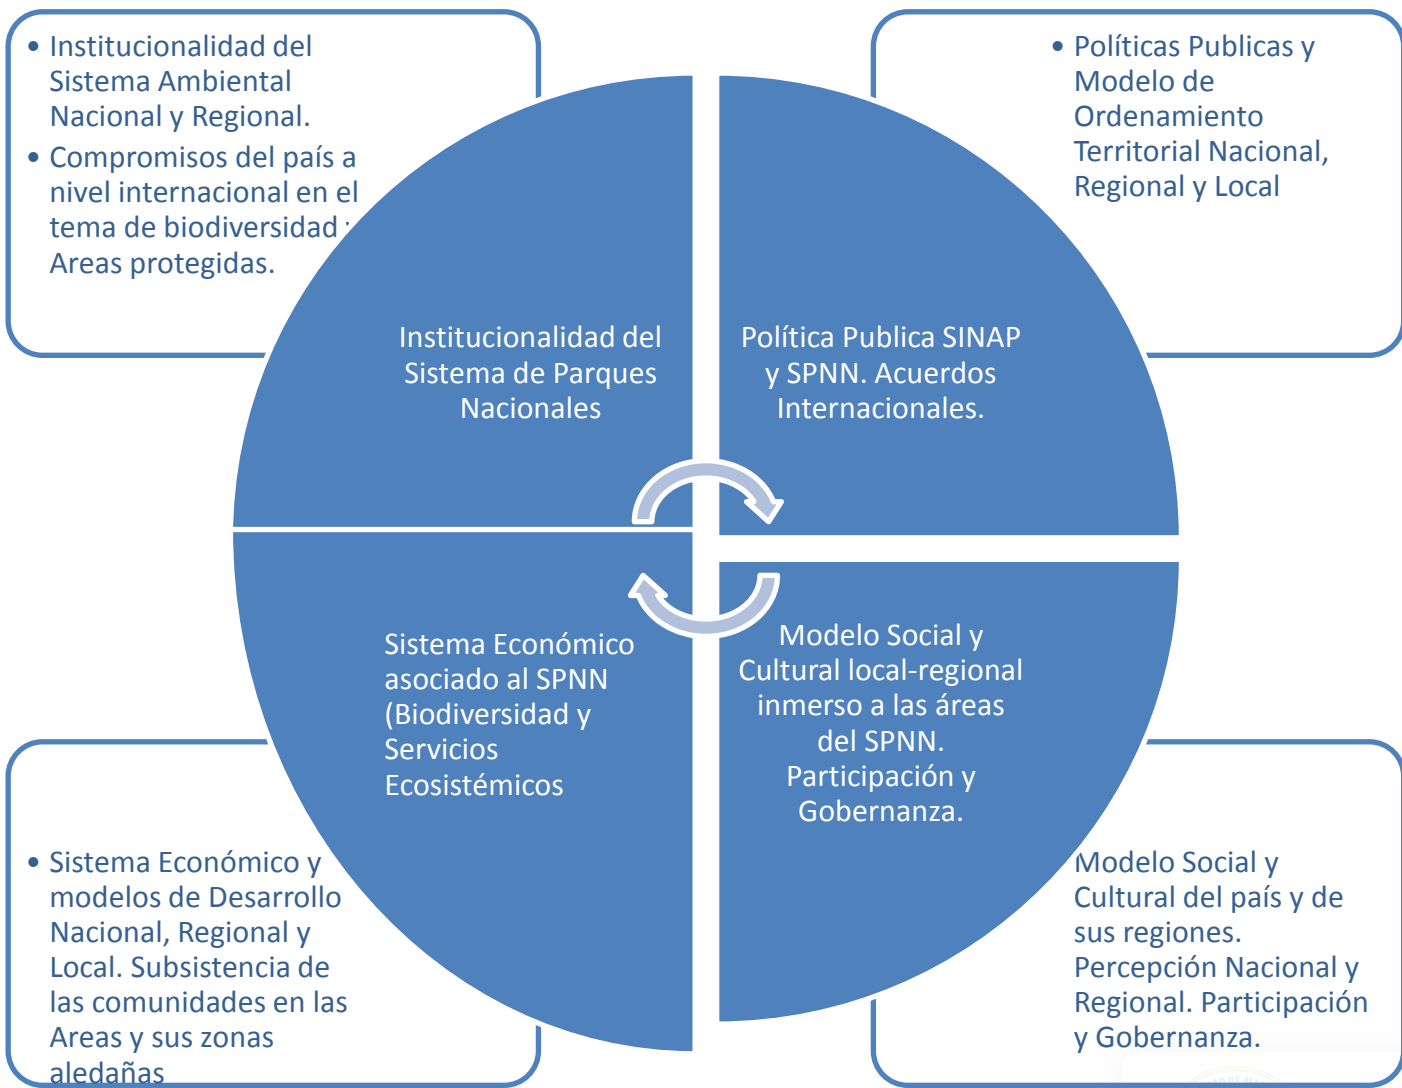 • Institucionalidad del
Sistema Ambiental
Nacional y Regional.
• Compromisos del país a
nivel internacional en el
tema de biodiversidad
Areas protegidas.
• Políticas Publicas y
Modelo de
Ordenamiento
Territorial Nacional,
Regional y Local
Institucionalidad del
Sistema de Parques
Nacionales
Política Publica SINAP
y SPNN. Acuerdos
Internacionales.
Sistema Económico
asociado al SPNN
(Biodiversidad y
Servicios
Ecosistémicos
Modelo Social y
Cultural local-regional
inmerso a las áreas
del SPNN.
Participación y
Gobernanza.
• Sistema Económico y
modelos de Desarrollo
Nacional, Regional y
Local. Subsistencia de
las comunidades en las
Areas y sus zonas
aledañas
Modelo Social y
Cultural del país y de
sus regiones.
Percepción Nacional y
Regional. Participación
y Gobernanza.